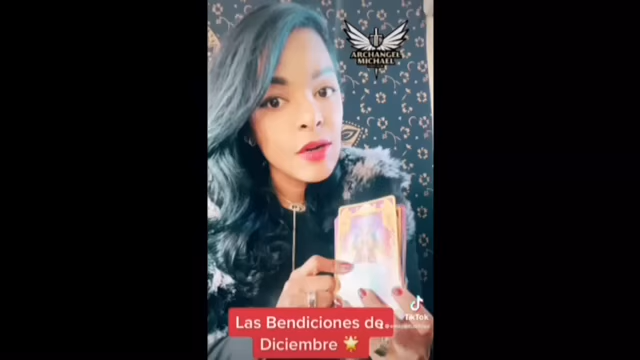 ARCHANGEL
MICHAEL
TikTok
Las Bendiciones de
Diciembre 🌟